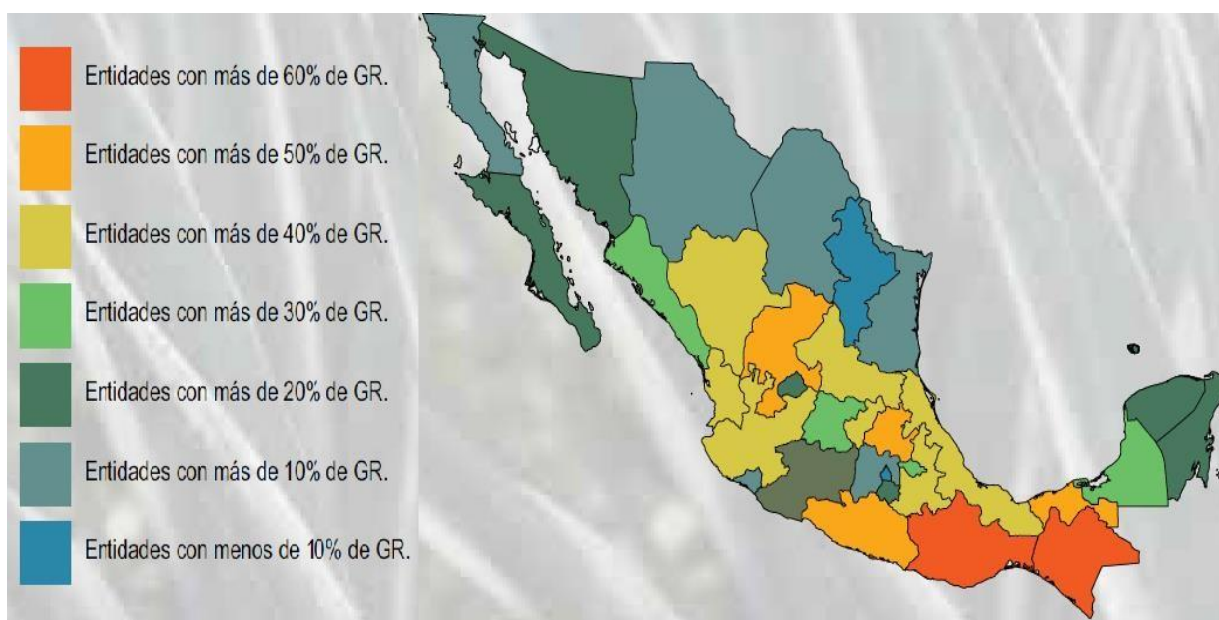 Entidades con más de 60% de GR.
Entidades con más de 50% de GR.
Entidades con más de 40% de GR.
Entidades con más de 30% de GR.
Entidades con más de 20% de GR.
Entidades con más de 10% de GR.
Entidades con menos de 10% de GR.